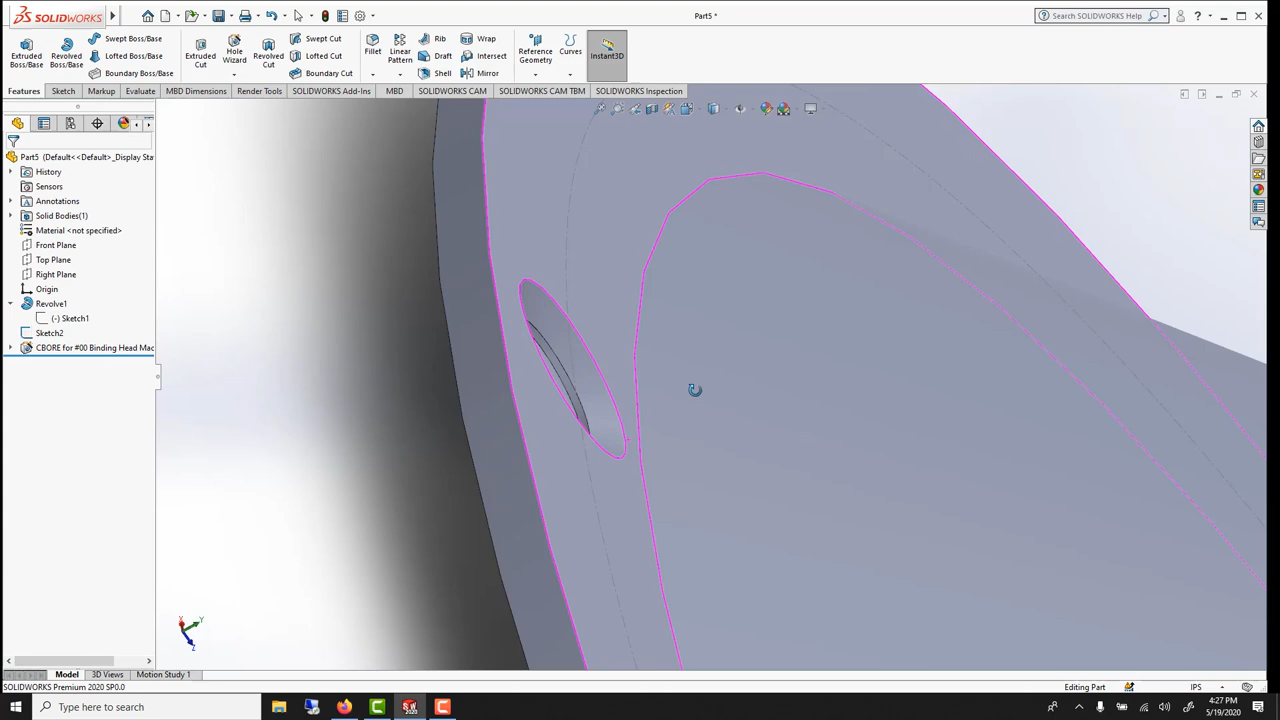 SOLIDWORKS
Part5 *
Search SOLIDWORKS Help
Extruded Boss/Base
Revolved Boss/Base
Swept Boss/Base
Lofted Boss/Base
Boundary Boss/Base
Extruded Cut
Hole Wizard
Revolved Cut
Swept Cut
Lofted Cut
Boundary Cut
Fillet
Linear Pattern
Rib
Draft
Shell
Wrap
Intersect
Mirror
Reference Geometry
Curves
Instant3D
Features
Sketch
Markup
Evaluate
MBD Dimensions
Render Tools
SOLIDWORKS Add-Ins
MBD
SOLIDWORKS CAM
SOLIDWORKS CAM TBM
SOLIDWORKS Inspection
Part5 (Default<<Default>_Display Sta
History
Sensors
Annotations
Solid Bodies(1)
Material <not specified>
Front Plane
Top Plane
Right Plane
Origin
Revolve1
(-) Sketch1
Sketch2
CBORE for #00 Binding Head Mac
Y
Z
Model
3D Views
Motion Study 1
SOLIDWORKS Premium 2020 SP0.0
Editing Part
IPS
Type here to search
SW
2020
C
C
4:27 PM
5/19/2020